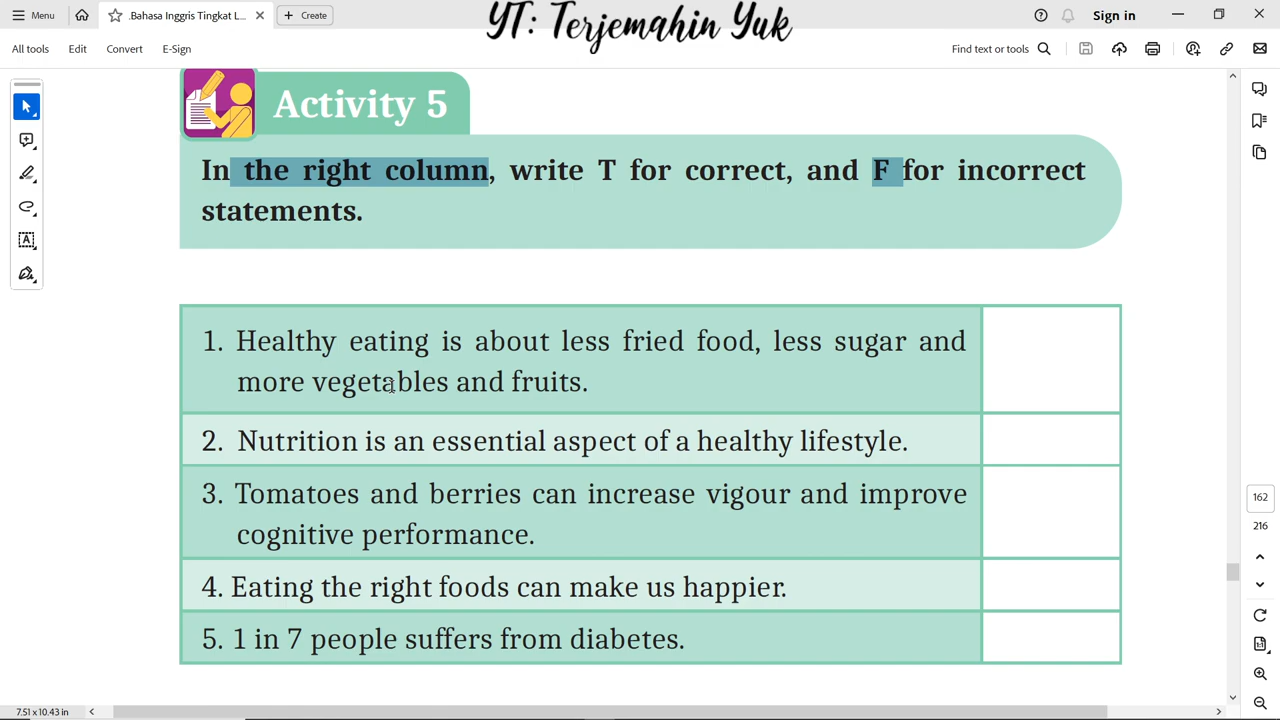 Menu
.Bahasa Inggris Tingkat L...
Create
YT: Terjemahin Yuk
Sign in
All tools
Edit
Convert
E-Sign
Find text or tools
Activity 5
In the right column, write T for correct, and F for incorrect
statements.
1. Healthy eating is about less fried food, less sugar and
more vegetables and fruits.
2. Nutrition is an essential aspect of a healthy lifestyle.
3. Tomatoes and berries can increase vigour and improve
cognitive performance.
4. Eating the right foods can make us happier.
5. 1 in 7 people suffers from diabetes.
162
216
7.51 x 10.43 in